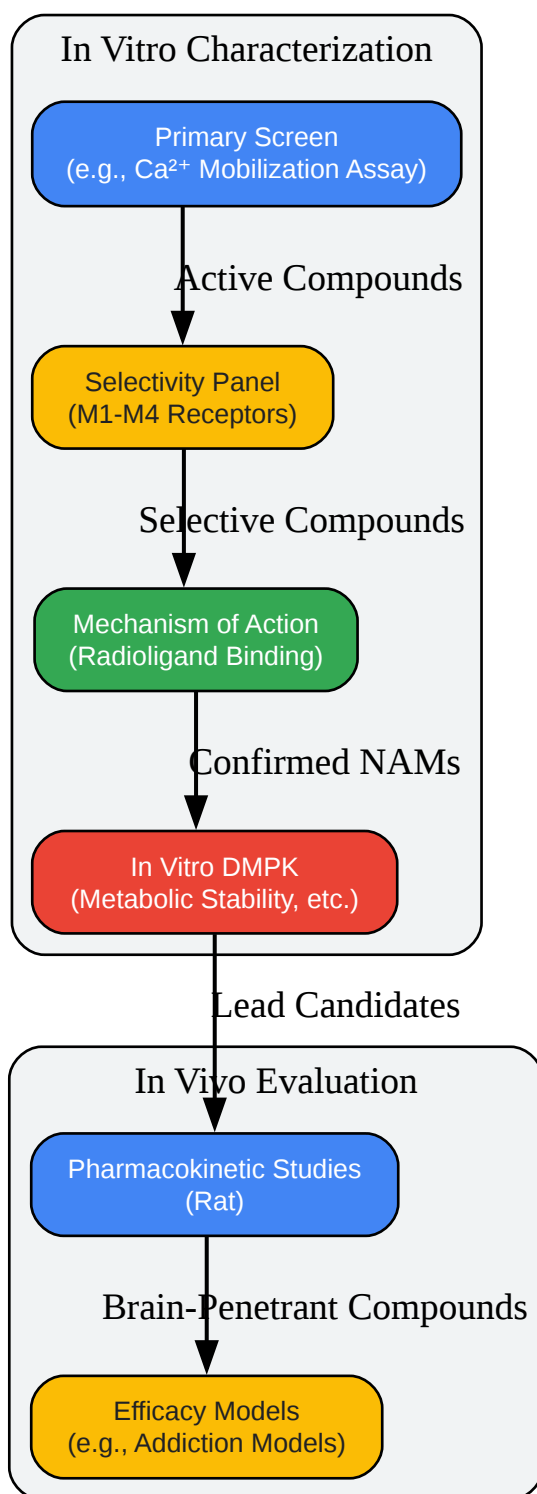 In Vitro Characterization
Primary Screen
(e.g., Ca²⁺ Mobilization Assay)
Active Compounds
Selectivity Panel
(M1-M4 Receptors)
Selective Compounds
Mechanism of Action
(Radioligand Binding)
Confirmed NAMs
In Vitro DMPK
(Metabolic Stability, etc.)
Lead Candidates
In Vivo Evaluation
Pharmacokinetic Studies
(Rat)
Brain-Penetrant Compounds
Efficacy Models
(e.g., Addiction Models)